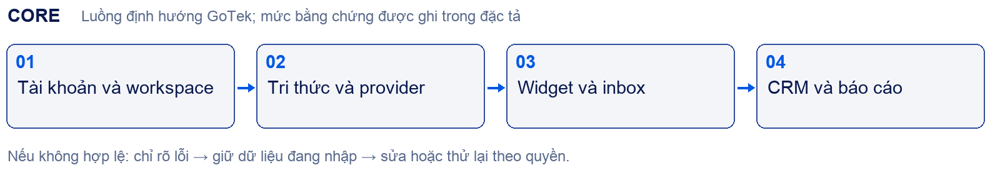 CORE Luồng định hướng GoTek; mức bằng chứng được ghi trong đặc tả
01
Tài khoản và workspace
02
Tri thức và provider
03
Widget và inbox
04
CRM và báo cáo
Nếu không hợp lệ: chỉ rõ lỗi → giữ dữ liệu đang nhập → sửa hoặc thử lại theo quyền.